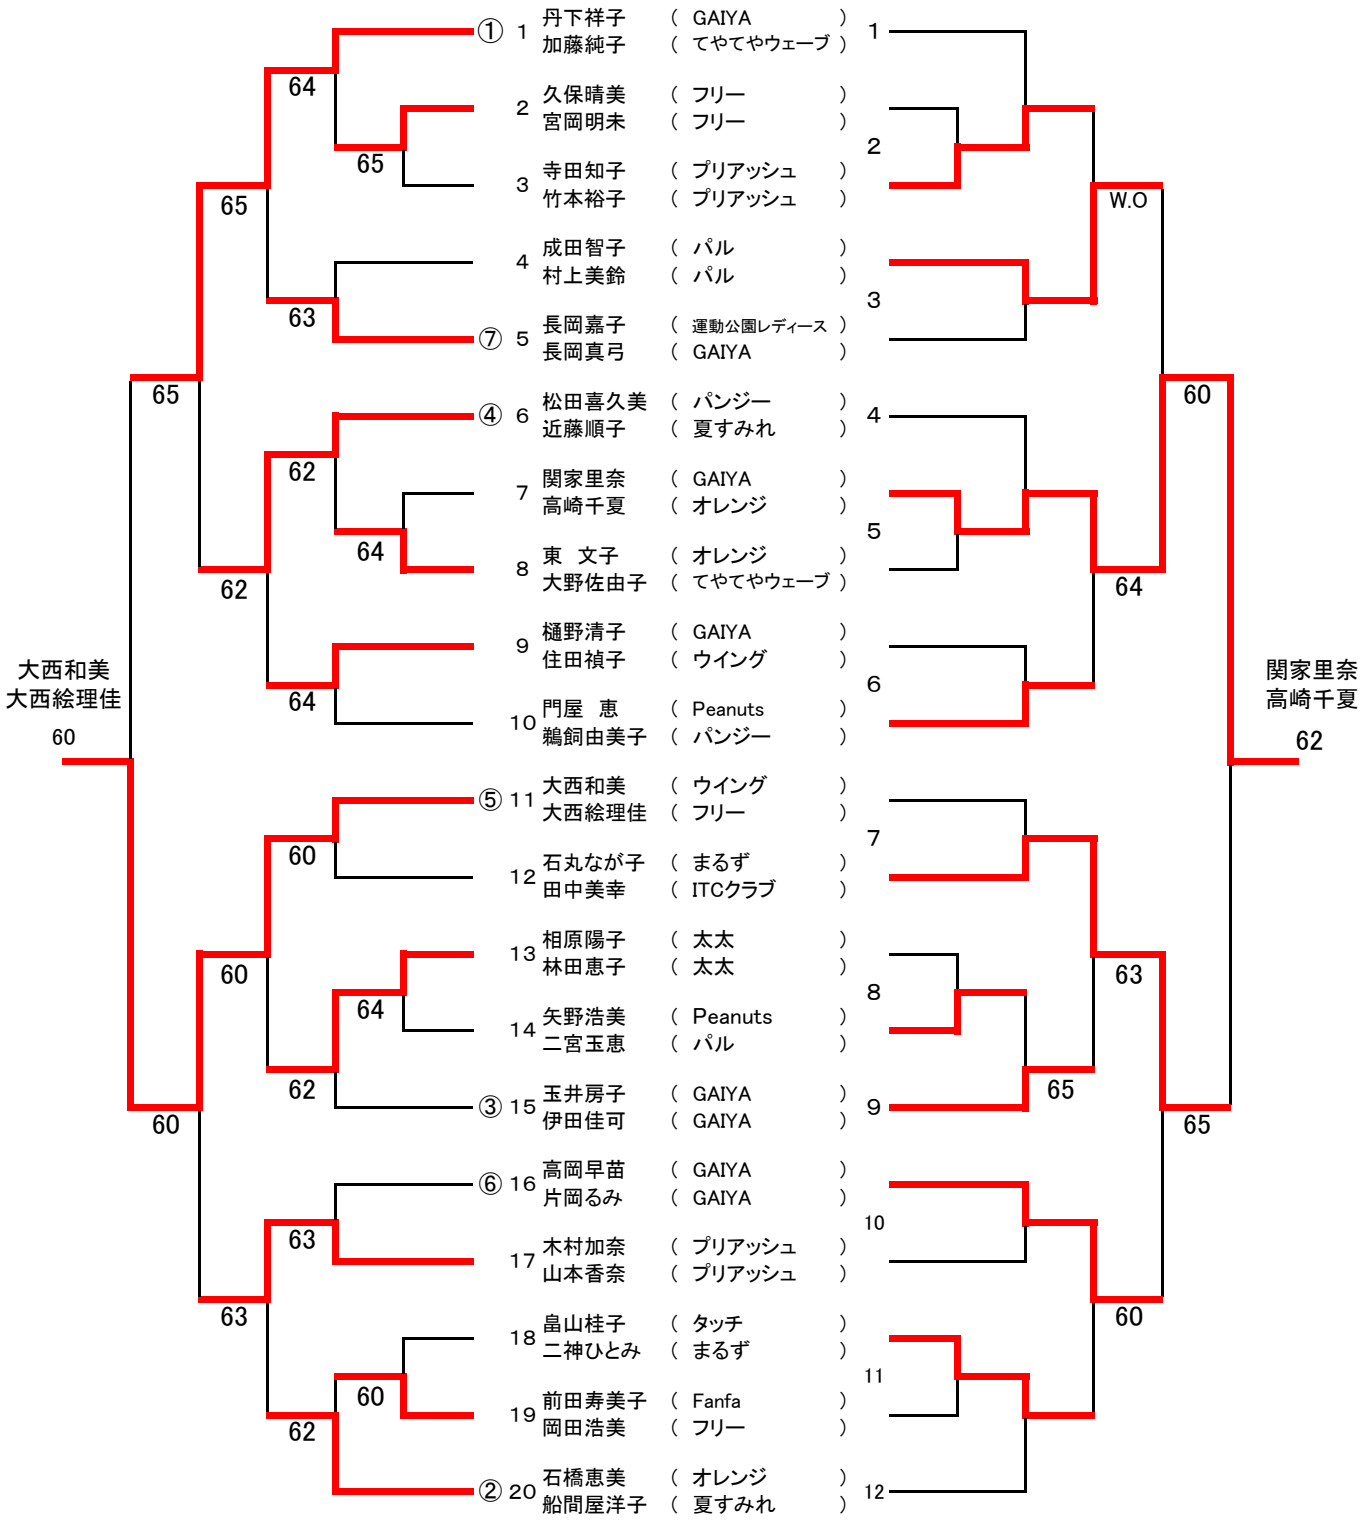 ① 1 丹下祥子 ( GAIYA ) 1
加藤純子 ( てやてやウェーブ )
64
2 久保晴美 ( フリー )
宮岡明未 ( フリー )
2
65
3 寺田知子 ( プリアッシュ )
竹本裕子 ( プリアッシュ )
65
W.O
4 成田智子 ( パル )
村上美鈴 ( パル )
3
63
⑦ 5 長岡嘉子 ( 運動公園レディース )
長岡真弓 ( GAIYA )
65
60
④ 6 松田喜久美 ( パンジー ) 4
近藤順子 ( 夏すみれ )
62
7 関家里奈 ( GAIYA )
高崎千夏 ( オレンジ )
5
64
8 東 文子 ( オレンジ )
大野佐由子 ( てやてやウェーブ )
62
64
9 樋野清子 ( GAIYA )
住田禎子 ( ウイング )
6
64
大西和美
大西絵理佳
60
関家里奈
高崎千夏
62
10 門屋 恵 ( Peanuts )
鵜飼由美子 ( パンジー )
⑤ 11 大西和美 ( ウイング )
大西絵理佳 ( フリー )
7
60
12 石丸なが子 ( まるず )
田中美幸 ( ITCクラブ )
13 相原陽子 ( 太太 )
林田恵子 ( 太太 )
60
63
8
64
14 矢野浩美 ( Peanuts )
二宮玉恵 ( パル )
62
65
③ 15 玉井房子 ( GAIYA ) 9
伊田佳可 ( GAIYA )
60
65
⑥ 16 高岡早苗 ( GAIYA )
片岡るみ ( GAIYA )
10
63
17 木村加奈 ( プリアッシュ )
山本香奈 ( プリアッシュ )
63
60
18 畠山桂子 ( タッチ )
二神ひとみ ( まるず )
11
60
19 前田寿美子 ( Fanfa )
岡田浩美 ( フリー )
62
② 20 石橋恵美 ( オレンジ ) 12
船間屋洋子 ( 夏すみれ )